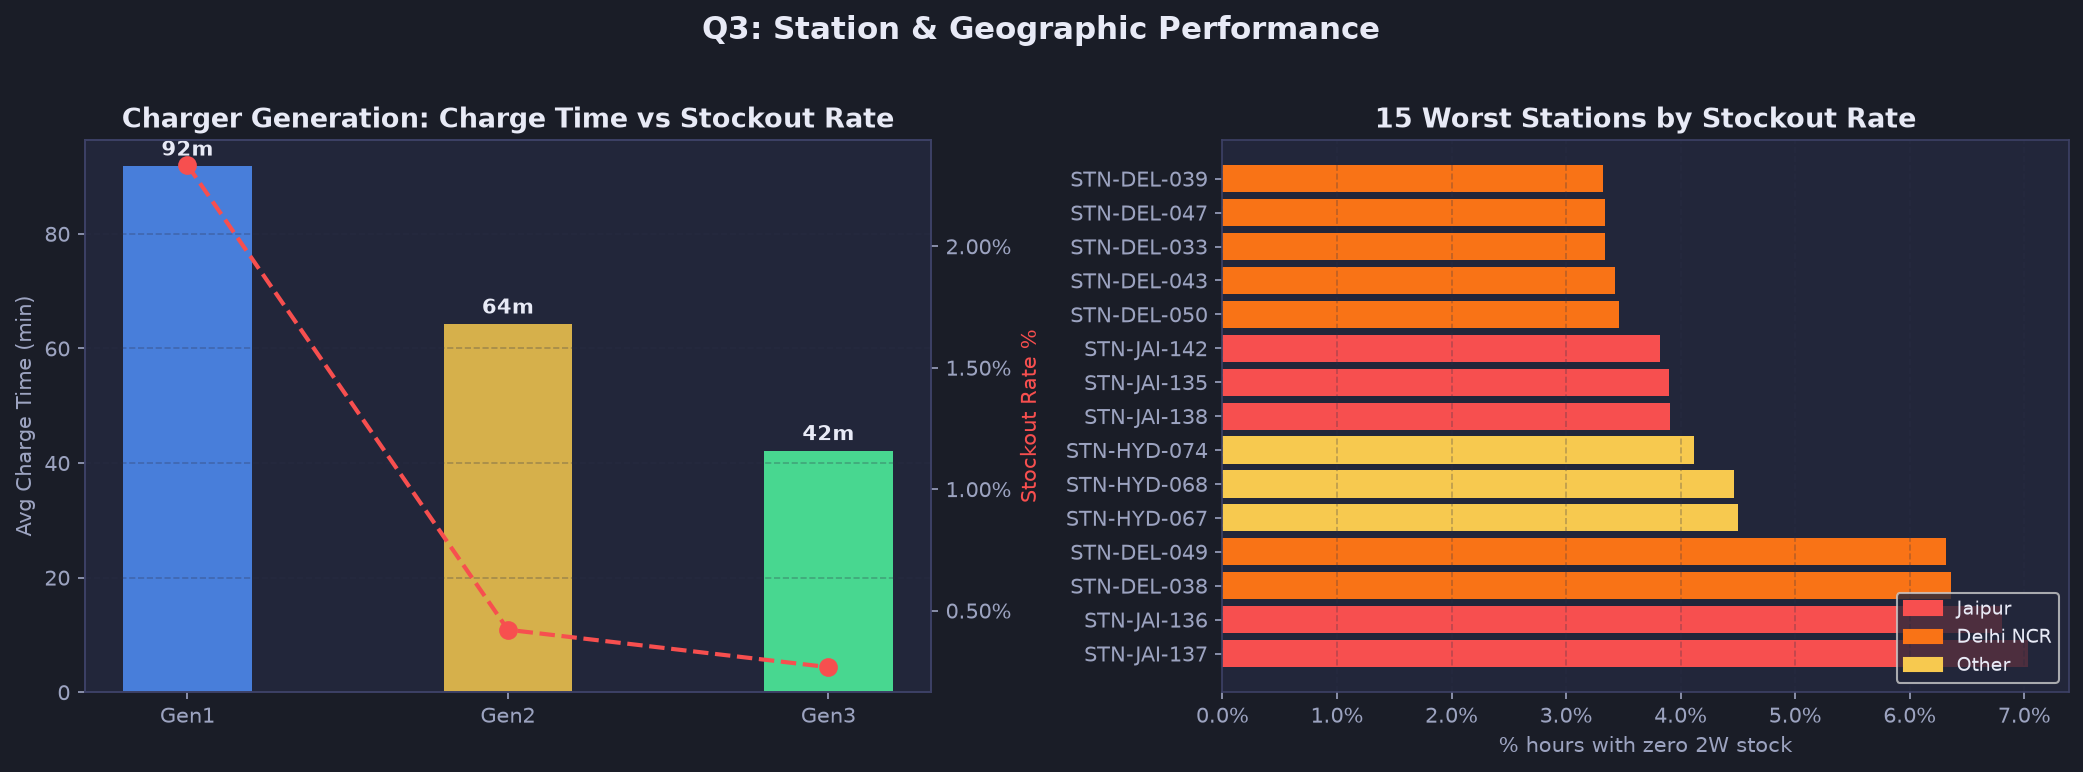 Q3: Station & Geographic Performance
Charger Generation: Charge Time vs Stockout Rate
92m
64m
42m
Avg Charge Time (min)
80
60
40
20
0
Gen1
Gen2
Gen3
2.00%
1.50%
1.00%
0.50%
Stockout Rate %
15 Worst Stations by Stockout Rate
STN-DEL-039
STN-DEL-047
STN-DEL-033
STN-DEL-043
STN-DEL-050
STN-JAI-142
STN-JAI-135
STN-JAI-138
STN-HYD-074
STN-HYD-068
STN-HYD-067
STN-DEL-049
STN-DEL-038
STN-JAI-136
STN-JAI-137
Jaipur
Delhi NCR
Other
0.0%
1.0%
2.0%
3.0%
4.0%
5.0%
6.0%
7.0%
% hours with zero 2W stock